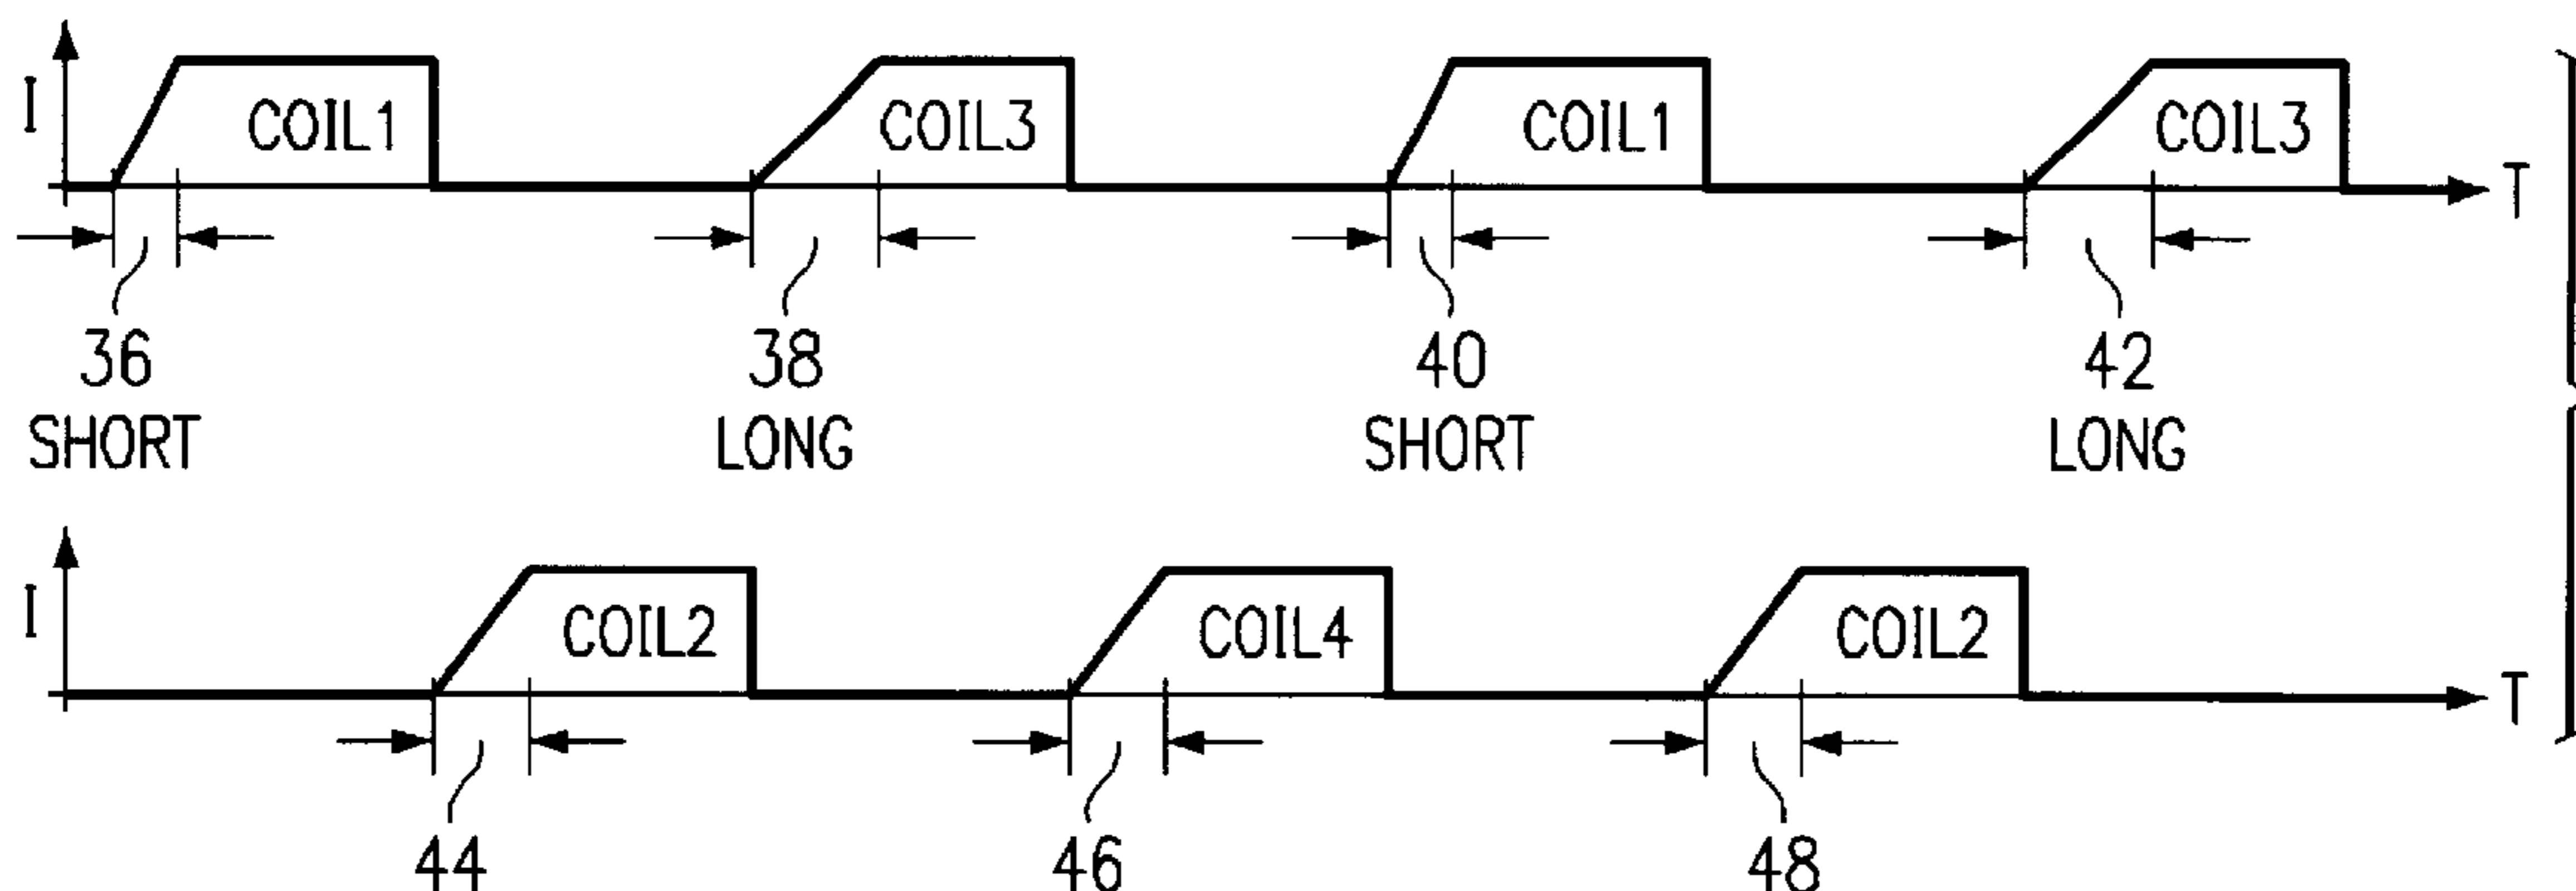 I COIL1 COIL3 COIL1 COIL3 T
36 38 40 42
SHORT LONG SHORT LONG
I COIL2 COIL4 COIL2 T
44 46 48